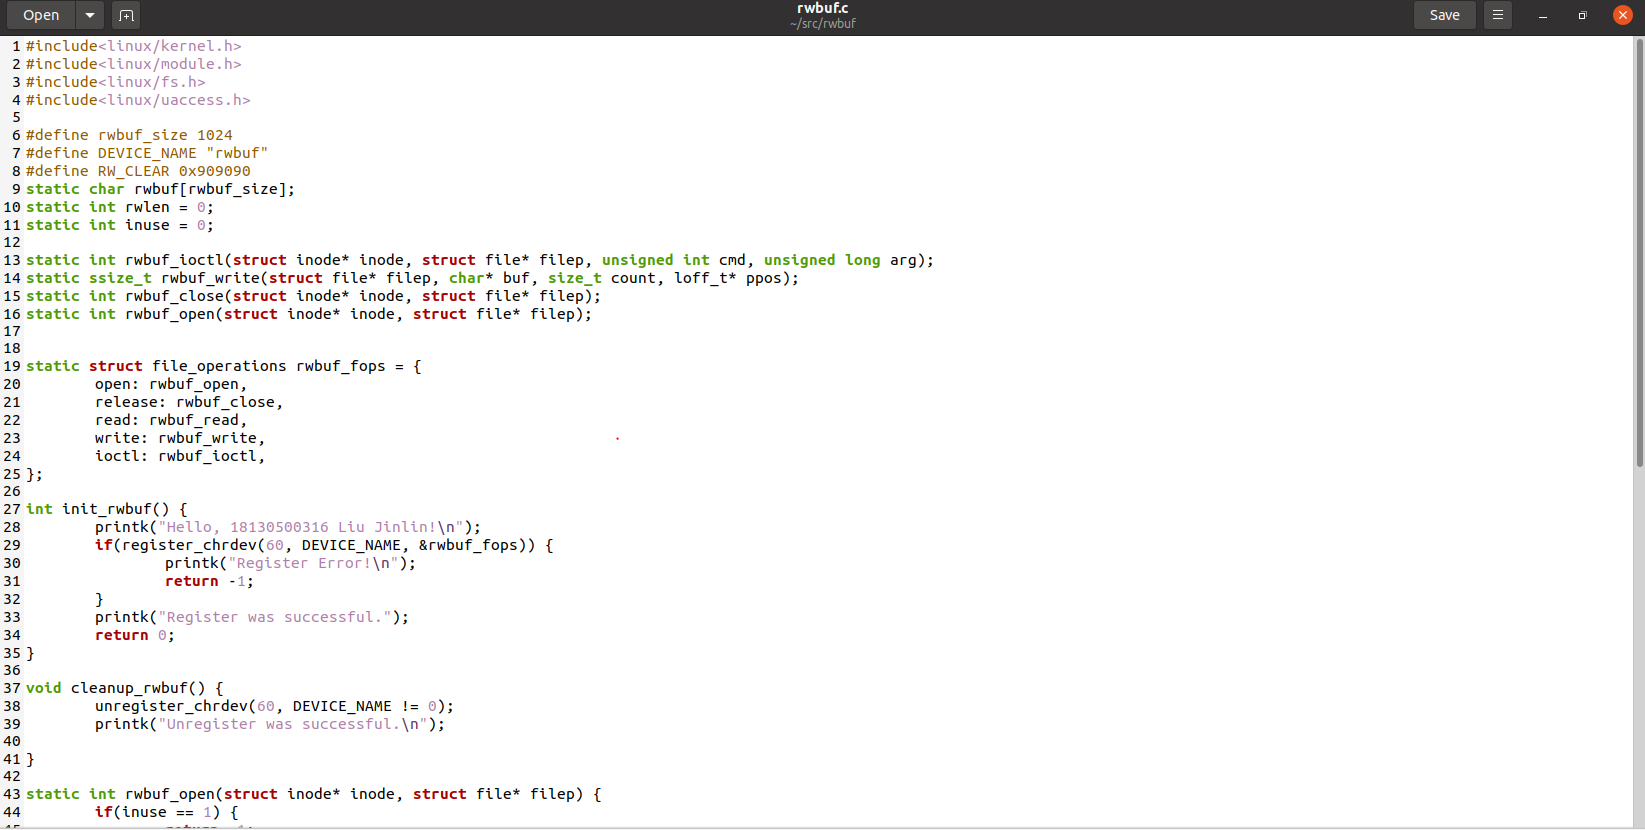 Open
rwbuf.c
~/src/rwbuf
Save
1 #include<linux/kernel.h>
2 #include<linux/module.h>
3 #include<linux/fs.h>
4 #include<linux/uaccess.h>
5
6 #define rwbuf_size 1024
7 #define DEVICE_NAME "rwbuf"
8 #define RW_CLEAR 0x909090
9 static char rwbuf[rwbuf_size];
10 static int rwlen = 0;
11 static int inuse = 0;
12
13 static int rwbuf_ioctl(struct inode* inode, struct file* filep, unsigned int cmd, unsigned long arg);
14 static ssize_t rwbuf_write(struct file* filep, char* buf, size_t count, loff_t* ppos);
15 static int rwbuf_close(struct inode* inode, struct file* filep);
16 static int rwbuf_open(struct inode* inode, struct file* filep);
17
18
19 static struct file_operations rwbuf_fops = {
20 open: rwbuf_open,
21 release: rwbuf_close,
22 read: rwbuf_read,
23 write: rwbuf_write,
24 ioctl: rwbuf_ioctl,
25 };
26
27 int init_rwbuf() {
28 printk("Hello, 18130500316 Liu Jinlin!\n");
29 if(register_chrdev(60, DEVICE_NAME, &rwbuf_fops)) {
30 printk("Register Error!\n");
31 return -1;
32 }
33 printk("Register was successful.");
34 return 0;
35 }
36
37 void cleanup_rwbuf() {
38 unregister_chrdev(60, DEVICE_NAME != 0);
39 printk("Unregister was successful.\n");
40
41 }
42
43 static int rwbuf_open(struct inode* inode, struct file* filep) {
44 if(inuse == 1) {